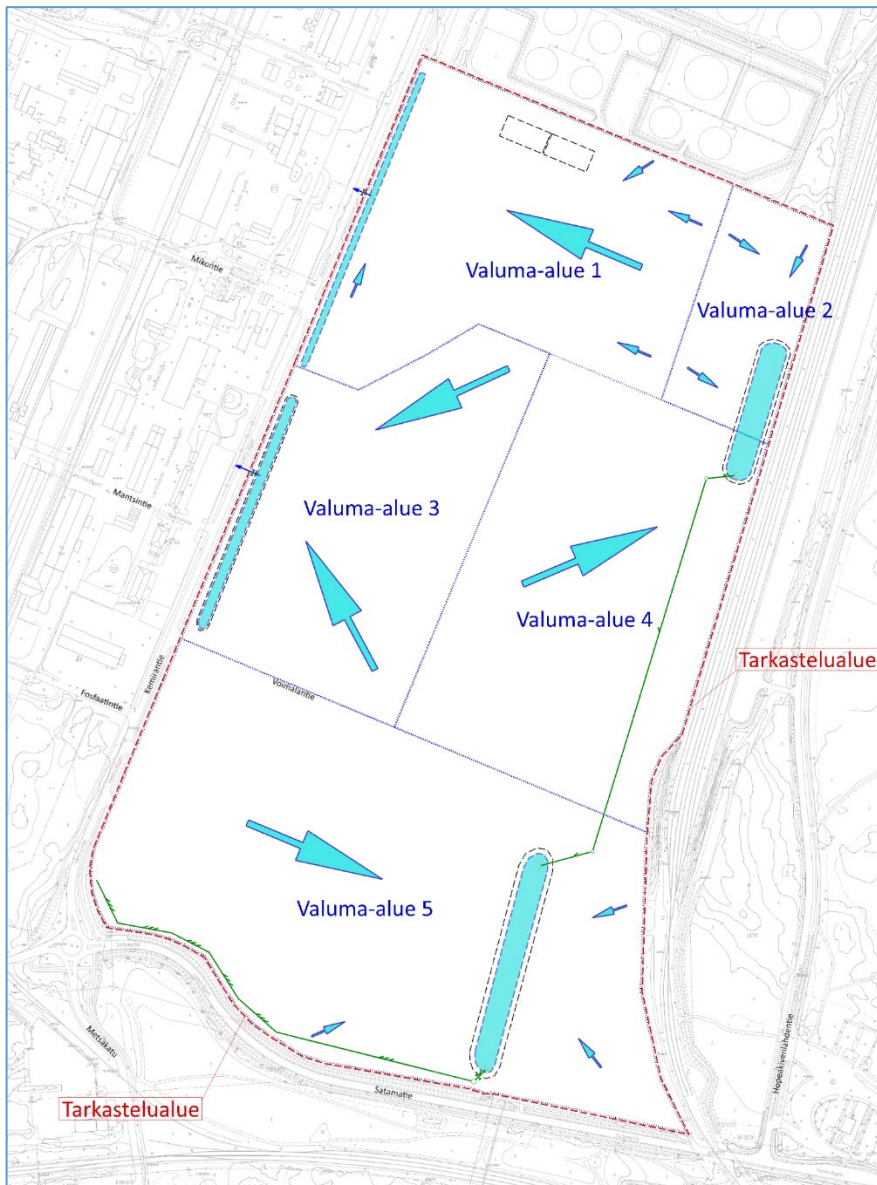 Mikontie
Valuma-alue 1
Valuma-alue 2
Mantsintie
Valuma-alue 3
Valuma-alue 4
Tarkastelualue
Kemirantie
Fosfaatintie
Voimalantie
Valuma-alue 5
Metsäkatu
Hopeakivenlahdentie
Satamatie
Tarkastelualue